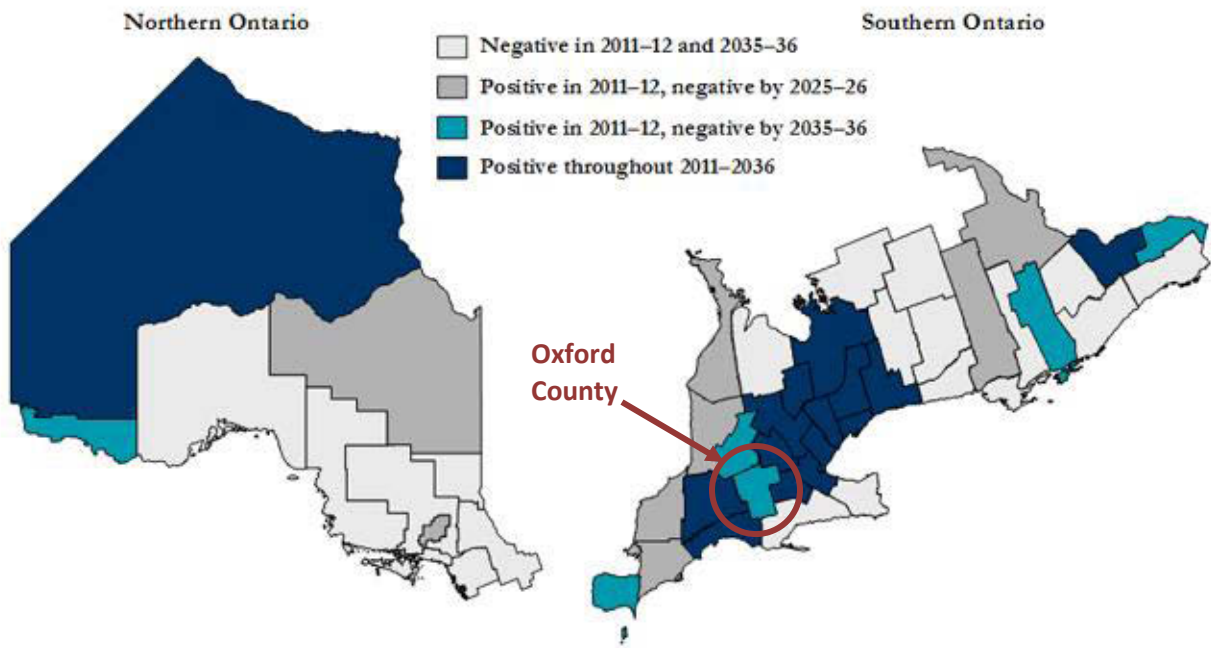 Northern Ontario
Southern Ontario
Negative in 2011–12 and 2035–36
Positive in 2011–12, negative by 2025–26
Positive in 2011–12, negative by 2035–36
Positive throughout 2011–2036
Oxford
County